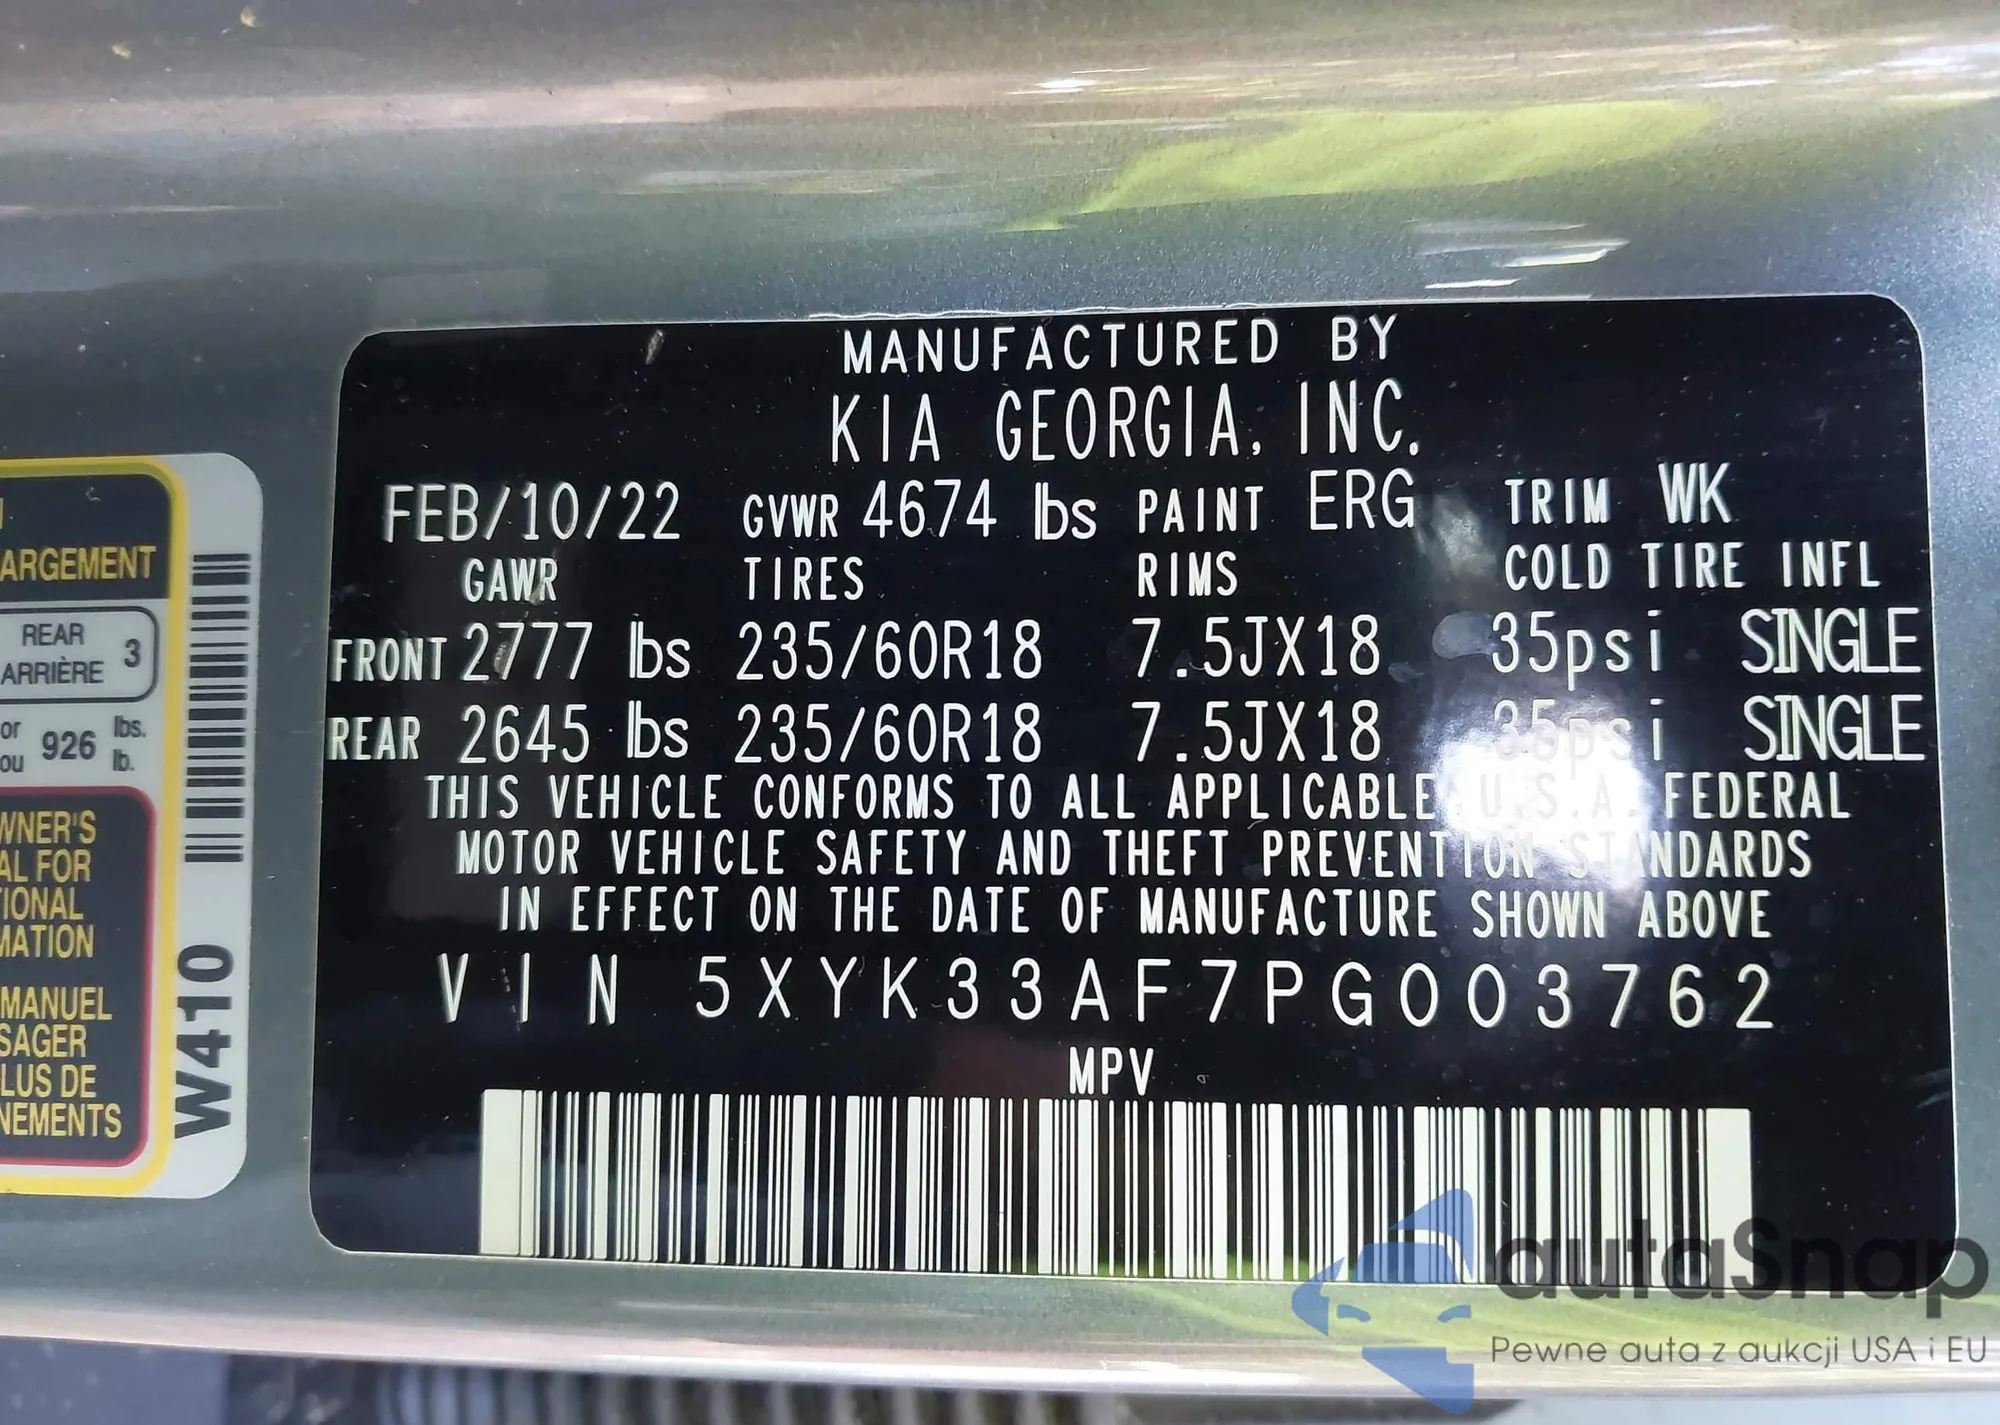 MANUFACTURED BY
KIA GEORGIA, INC.
FEB/10/22 GVWR 4674 lbs PAINT ERG TRIM WK
GAWR TIRES RIMS COLD TIRE INFL
FRONT 2777 lbs 235/60R18 7.5JX18 35psi SINGLE
REAR 2645 lbs 235/60R18 7.5JX18 35psi SINGLE
THIS VEHICLE CONFORMS TO ALL APPLICABLE U.S.A. FEDERAL
MOTOR VEHICLE SAFETY AND THEFT PREVENTION STANDARDS
IN EFFECT ON THE DATE OF MANUFACTURE SHOWN ABOVE
VIN 5XYK33AF7PG003762
MPV
ARGEMENT
REAR
ARRIÈRE 3
or
ou 926 lbs.
lb.
WNER'S
AL FOR
TIONAL
MATION
MANUEL
SAGER
LUS DE
NEMENTS
W410
autaSnap
Pewne auta z aukcji USA i EU